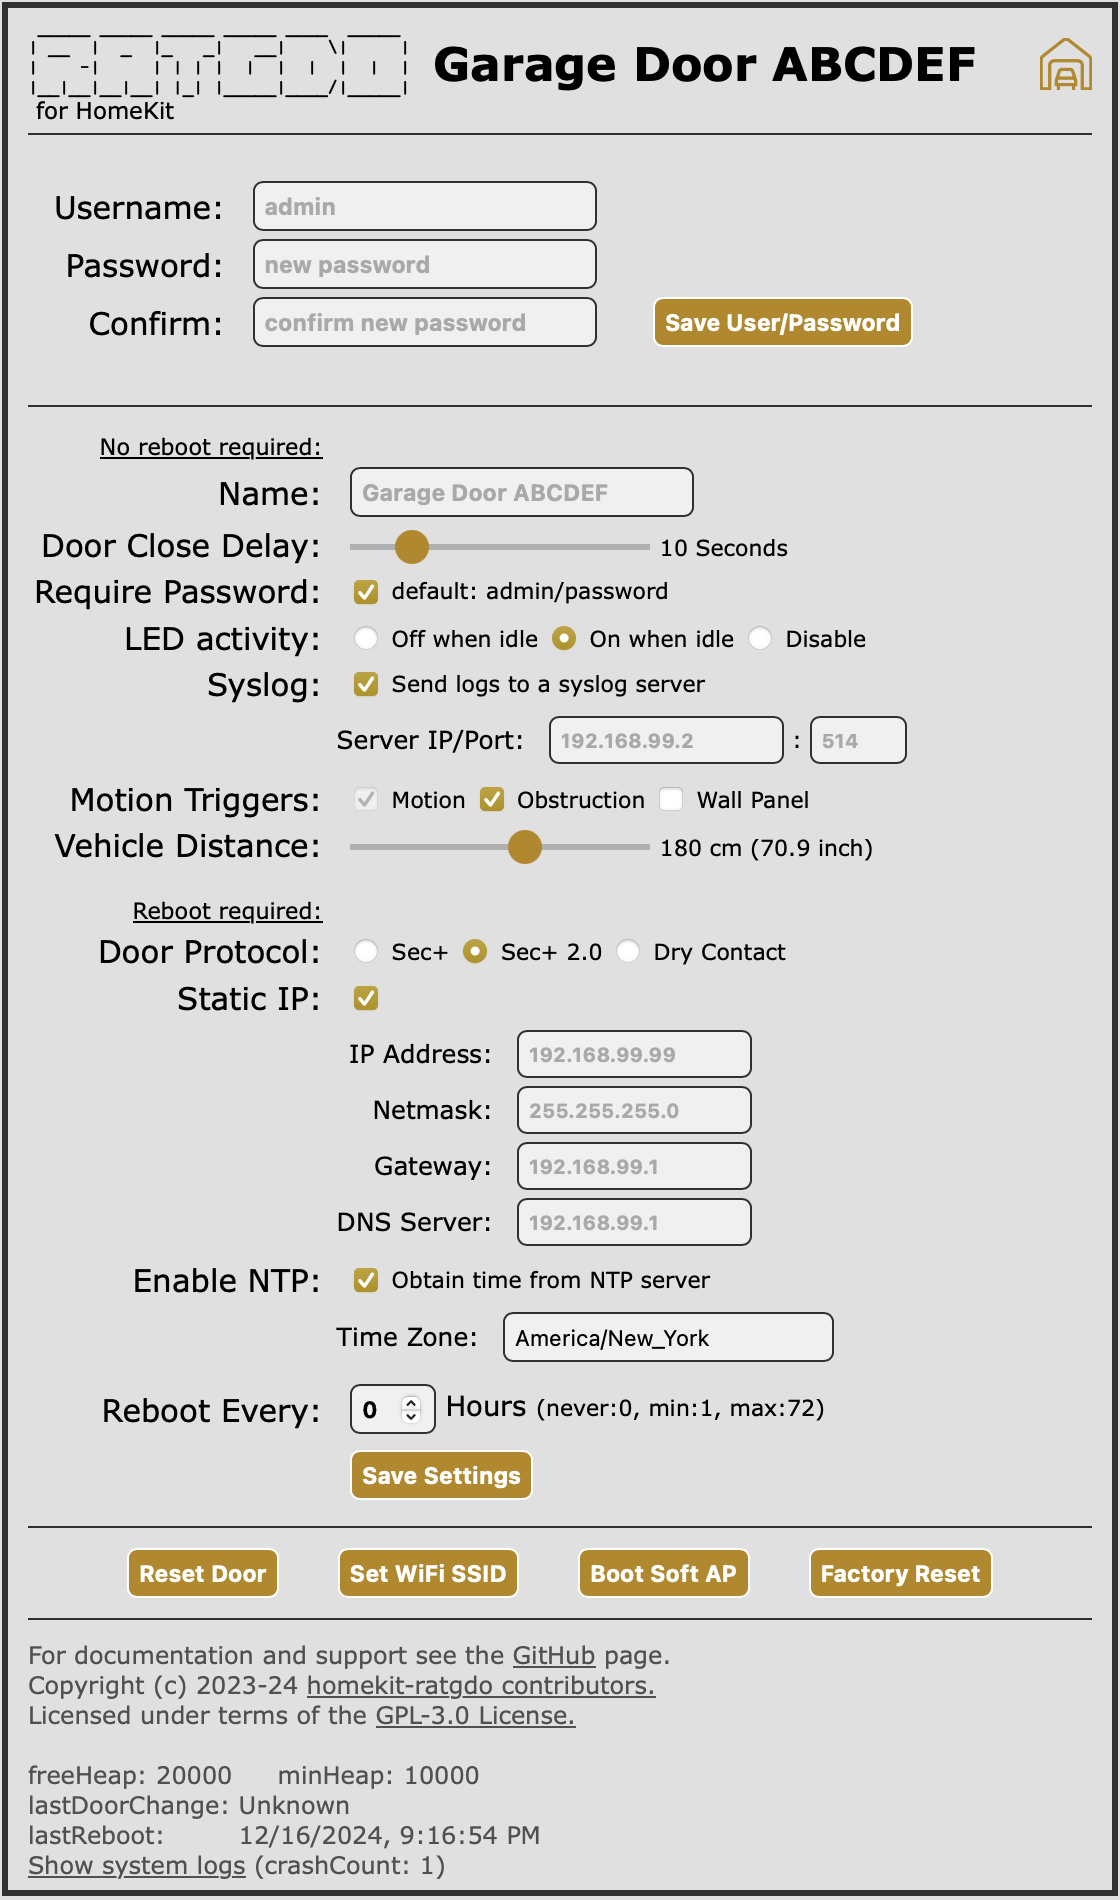 RATGDO
Garage Door ABCDEF
for HomeKit
Username: admin
Password: new password
Confirm: confirm new password Save User/Password
No reboot required:
Name: Garage Door ABCDEF
Door Close Delay: 10 Seconds
Require Password: default: admin/password
LED activity: Off when idle On when idle Disable
Syslog: Send logs to a syslog server
Server IP/Port: 192.168.99.2 : 514
Motion Triggers: Motion Obstruction Wall Panel
Vehicle Distance: 180 cm (70.9 inch)
Reboot required:
Door Protocol: Sec+ Sec+ 2.0 Dry Contact
Static IP:
IP Address: 192.168.99.99
Netmask: 255.255.255.0
Gateway: 192.168.99.1
DNS Server: 192.168.99.1
Enable NTP: Obtain time from NTP server
Time Zone: America/New_York
Reboot Every: 0 Hours (never:0, min:1, max:72)
Save Settings
Reset Door Set WiFi SSID Boot Soft AP Factory Reset
For documentation and support see the GitHub page.
Copyright (c) 2023-24 homekit-ratgdo contributors.
Licensed under terms of the GPL-3.0 License.
freeHeap: 20000 minHeap: 10000
lastDoorChange: Unknown
lastReboot: 12/16/2024, 9:16:54 PM
Show system logs (crashCount: 1)